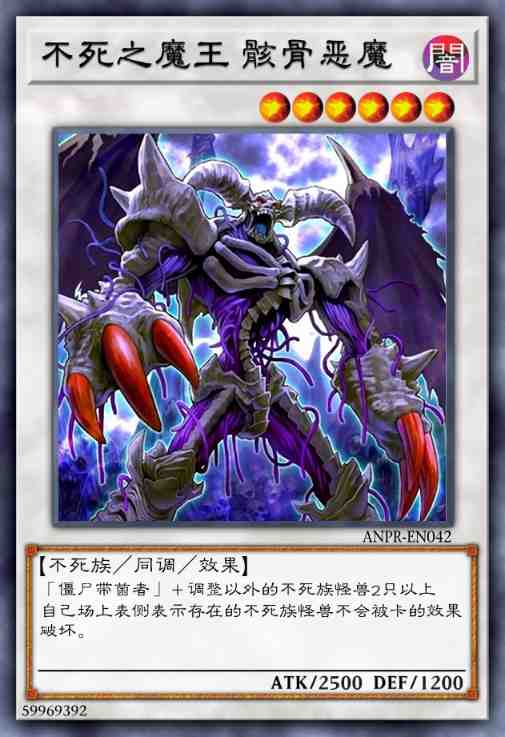 不死之魔王 骸骨恶魔
闇
ANPR-EN042
【不死族／同调／效果】
「僵尸带菌者」＋调整以外的不死族怪兽2只以上
自己场上表侧表示存在的不死族怪兽不会被卡的效果
破坏。
ATK/2500 DEF/1200
59969392